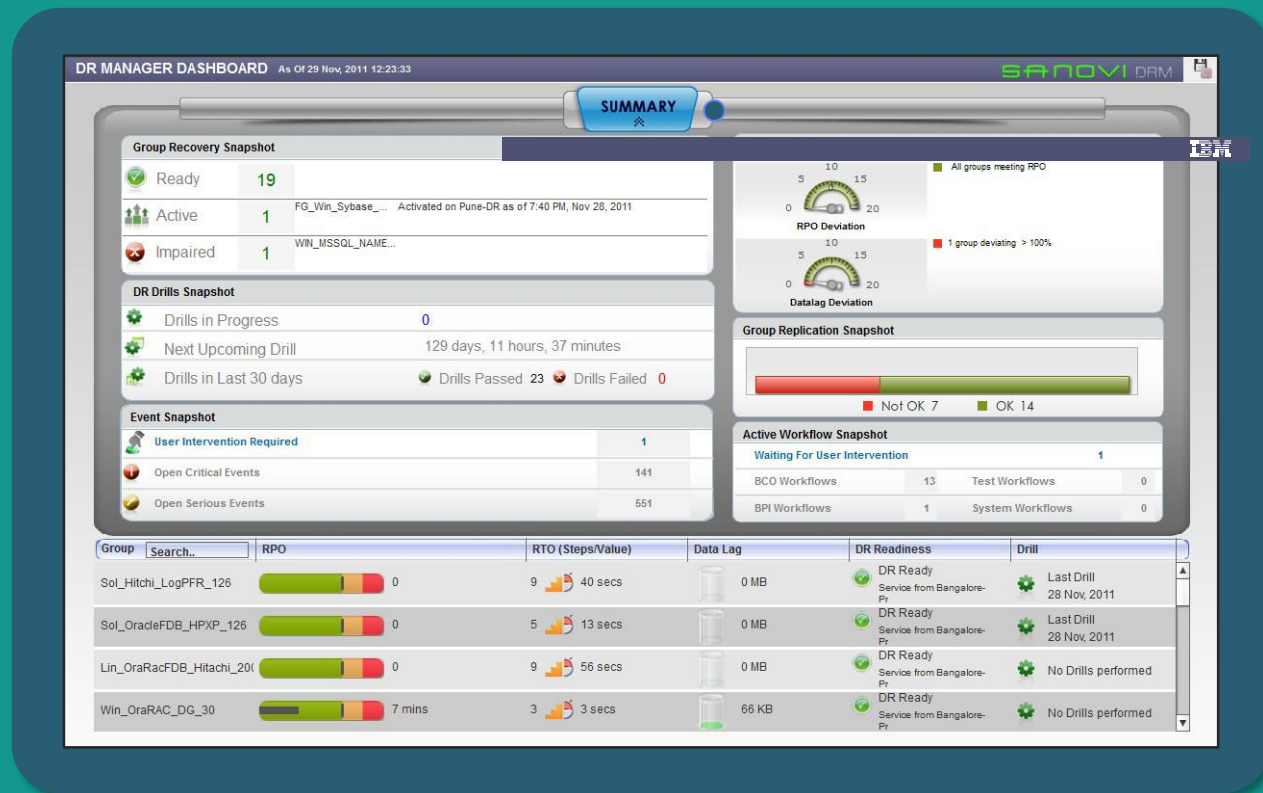 DR MANAGER DASHBOARD As Of 29 Nov, 2011 12:23:33
SANOVI DRM
SUMMARY
IBM
Group Recovery Snapshot
Ready 19
Active 1 FG_Win_Sybase_... Activated on Pune-DR as of 7:40 PM, Nov 28, 2011
Impaired 1 WIN_MSSQL_NAME...
DR Drills Snapshot
Drills in Progress 0
Next Upcoming Drill 129 days, 11 hours, 37 minutes
Drills in Last 30 days Drills Passed 23 Drills Failed 0
Event Snapshot
User Intervention Required 1
Open Critical Events 141
Open Serious Events 551
0 5 10 15 20
RPO Deviation
All groups meeting RPO
0 5 10 15 20
Datalag Deviation
1 group deviating > 100%
Group Replication Snapshot
Not OK 7 OK 14
Active Workflow Snapshot
Waiting For User Intervention 1
BCO Workflows 13 Test Workflows 0
BPI Workflows 1 System Workflows 0
Group Search.. RPO RTO (Steps/Value) Data Lag DR Readiness Drill
Sol_Hitchi_LogPFR_126 0 9 40 secs 0 MB
DR Ready
Service from Bangalore-
Pr
Last Drill
28 Nov, 2011
Sol_OracleFDB_HPXP_126 0 5 13 secs 0 MB
DR Ready
Service from Bangalore-
Pr
Last Drill
28 Nov, 2011
Lin_OraRacFDB_Hitachi_200 0 9 56 secs 0 MB
DR Ready
Service from Bangalore-
Pr
No Drills performed
Win_OraRAC_DG_30 7 mins 3 3 secs 66 KB
DR Ready
Service from Bangalore-
Pr
No Drills performed